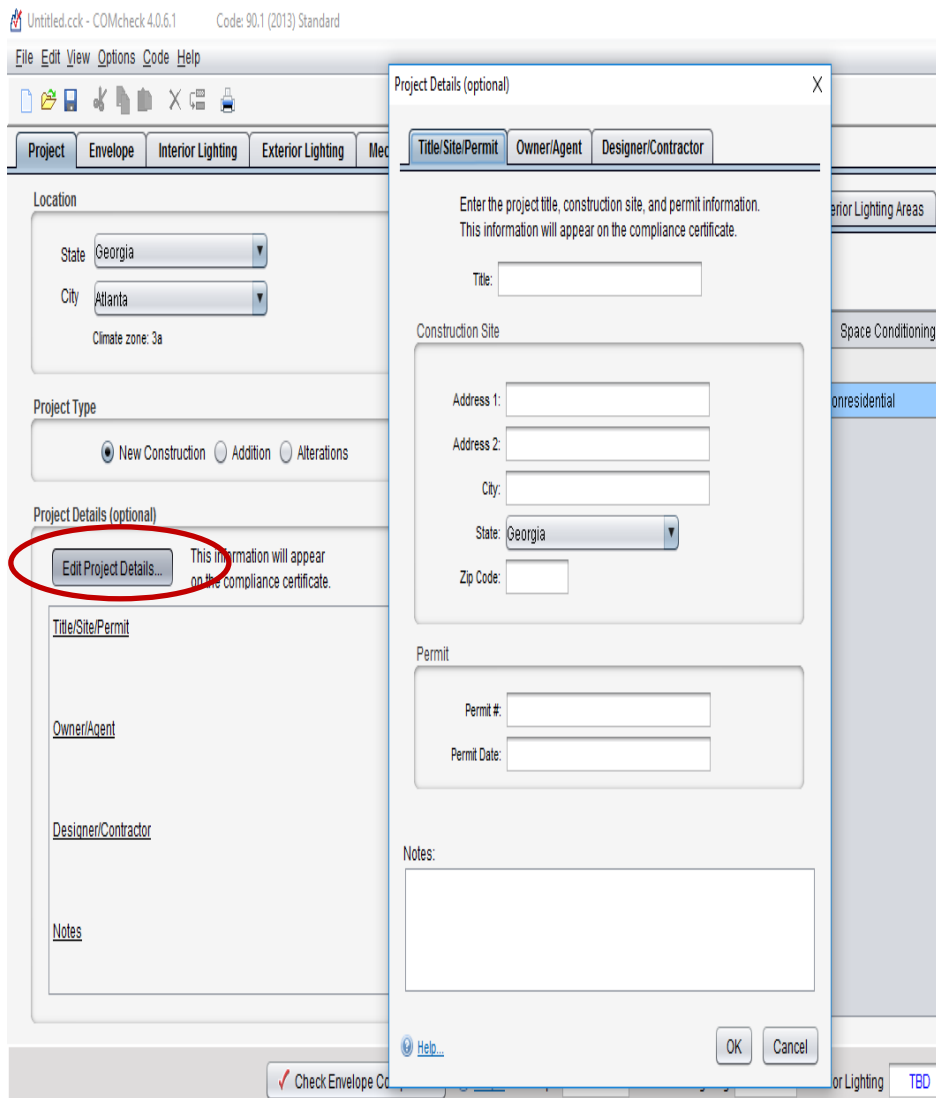 Untitled.cck - COMcheck 4.0.6.1 Code: 90.1 (2013) Standard
File Edit View Options Code Help
Project Envelope Interior Lighting Exterior Lighting
Location
State Georgia
City Atlanta
Climate zone: 3a
Project Type
New Construction Addition Alterations
Project Details (optional)
Edit Project Details...
This information will appear
on the compliance certificate.
Title/Site/Permit
Owner/Agent
Designer/Contractor
Notes
Check Envelope
Project Details (optional)
Title/Site/Permit Owner/Agent Designer/Contractor
Enter the project title, construction site, and permit information.
This information will appear on the compliance certificate.
Title:
Construction Site
Address 1:
Address 2:
City:
State: Georgia
Zip Code:
Permit
Permit #:
Permit Date:
Notes:
Help... OK Cancel
Lighting Areas
Space Conditioning
onresidential
or Lighting TBD